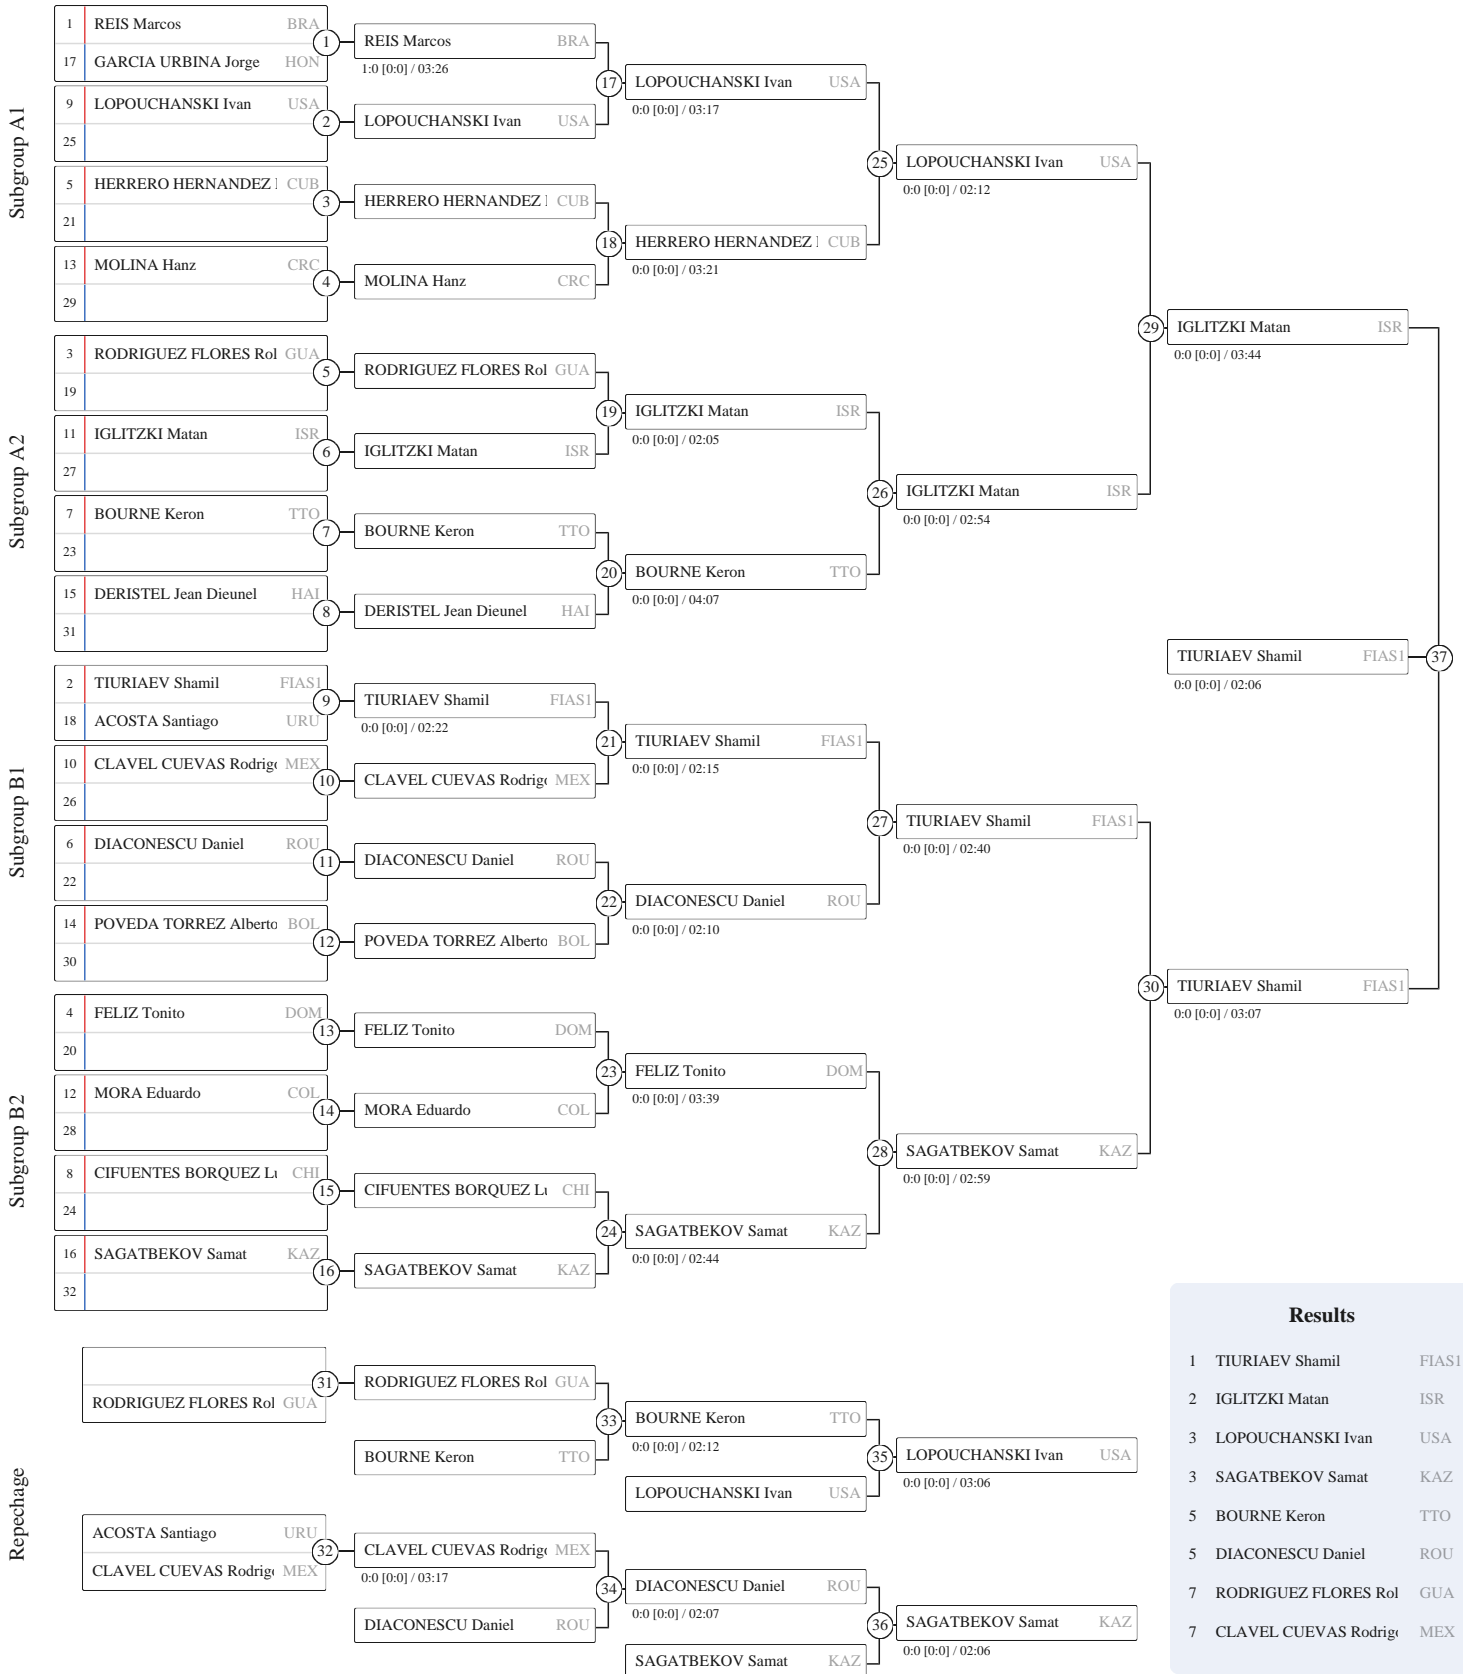 Subgroup A1
1 REIS Marcos BRA
17 GARCIA URBINA Jorge HON
1
9 LOPOUCHANSKI Ivan USA
25
2
5 HERRERO HERNANDEZ CUB
21
3
13 MOLINA Hanz CRC
29
4
Subgroup A2
3 RODRIGUEZ FLORES Rol GUA
19
5
11 IGLITZKI Matan ISR
27
6
7 BOURNE Keron TTO
23
7
15 DERISTEL Jean Dieunel HAI
31
8
Subgroup B1
2 TIURIAEV Shamil FIAS1
18 ACOSTA Santiago URU
9
10 CLAVEL CUEVAS Rodrigo MEX
26
10
6 DIACONESCU Daniel ROU
22
11
14 POVEDA TORREZ Alberto BOL
30
12
Subgroup B2
4 FELIZ Tonito DOM
20
13
12 MORA Eduardo COL
28
14
8 CIFUENTES BORQUEZ Lu CHI
24
15
16 SAGATBEKOV Samat KAZ
32
16
REIS Marcos BRA
1:0 [0:0] / 03:26
LOPOUCHANSKI Ivan USA
17
HERRERO HERNANDEZ CUB
MOLINA Hanz CRC
18
RODRIGUEZ FLORES Rol GUA
IGLITZKI Matan ISR
19
BOURNE Keron TTO
DERISTEL Jean Dieunel HAI
20
TIURIAEV Shamil FIAS1
0:0 [0:0] / 02:22
CLAVEL CUEVAS Rodrigo MEX
21
DIACONESCU Daniel ROU
POVEDA TORREZ Alberto BOL
22
FELIZ Tonito DOM
MORA Eduardo COL
23
CIFUENTES BORQUEZ Lu CHI
SAGATBEKOV Samat KAZ
24
LOPOUCHANSKI Ivan USA
0:0 [0:0] / 03:17
HERRERO HERNANDEZ CUB
0:0 [0:0] / 03:21
25
IGLITZKI Matan ISR
0:0 [0:0] / 02:05
BOURNE Keron TTO
0:0 [0:0] / 04:07
26
TIURIAEV Shamil FIAS1
0:0 [0:0] / 02:15
DIACONESCU Daniel ROU
0:0 [0:0] / 02:10
27
FELIZ Tonito DOM
0:0 [0:0] / 03:39
SAGATBEKOV Samat KAZ
0:0 [0:0] / 02:44
28
LOPOUCHANSKI Ivan USA
0:0 [0:0] / 02:12
IGLITZKI Matan ISR
0:0 [0:0] / 02:54
29
TIURIAEV Shamil FIAS1
0:0 [0:0] / 02:40
SAGATBEKOV Samat KAZ
0:0 [0:0] / 02:59
30
IGLITZKI Matan ISR
0:0 [0:0] / 03:44
TIURIAEV Shamil FIAS1
0:0 [0:0] / 02:06
37
TIURIAEV Shamil FIAS1
0:0 [0:0] / 03:07
Repechage
RODRIGUEZ FLORES Rol GUA
31
RODRIGUEZ FLORES Rol GUA
BOURNE Keron TTO
33
BOURNE Keron TTO
0:0 [0:0] / 02:12
LOPOUCHANSKI Ivan USA
35
LOPOUCHANSKI Ivan USA
0:0 [0:0] / 03:06
ACOSTA Santiago URU
CLAVEL CUEVAS Rodrigo MEX
32
CLAVEL CUEVAS Rodrigo MEX
0:0 [0:0] / 03:17
DIACONESCU Daniel ROU
34
DIACONESCU Daniel ROU
0:0 [0:0] / 02:07
SAGATBEKOV Samat KAZ
36
SAGATBEKOV Samat KAZ
0:0 [0:0] / 02:06
Results
1 TIURIAEV Shamil FIAS1
2 IGLITZKI Matan ISR
3 LOPOUCHANSKI Ivan USA
3 SAGATBEKOV Samat KAZ
5 BOURNE Keron TTO
5 DIACONESCU Daniel ROU
7 RODRIGUEZ FLORES Rol GUA
7 CLAVEL CUEVAS Rodrigo MEX